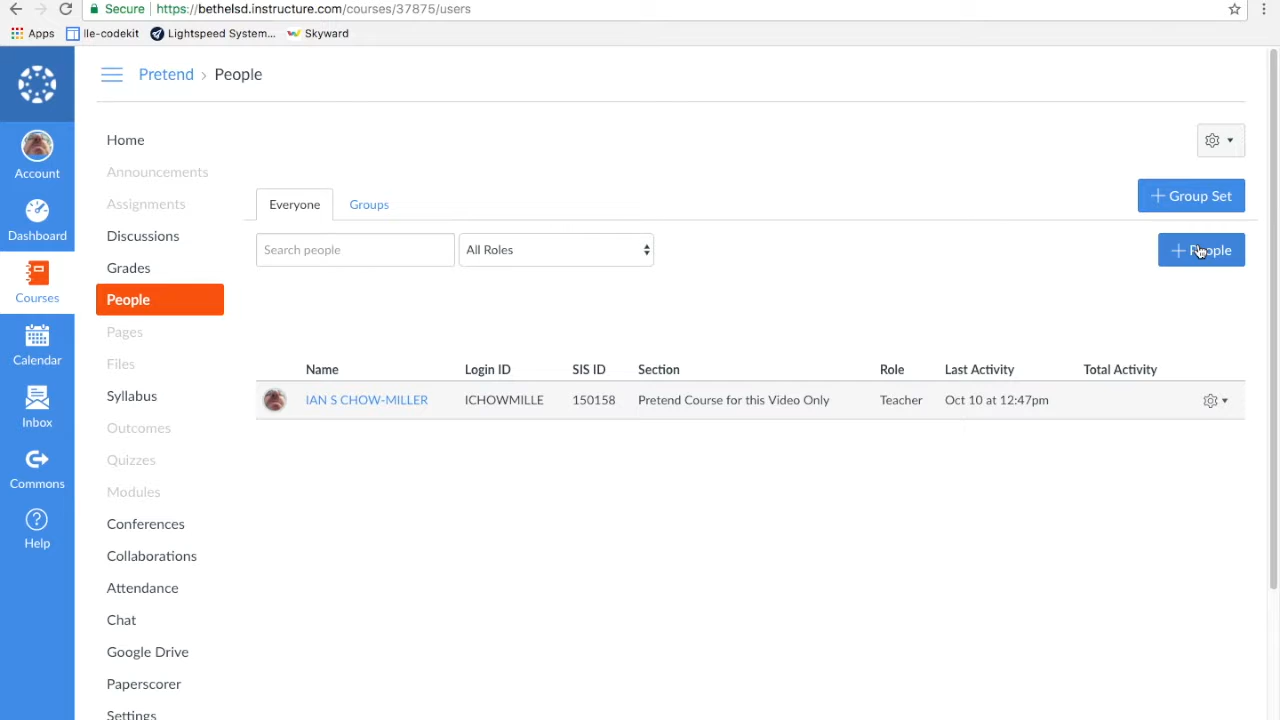 Secure https://bethelsd.instructure.com/courses/37875/users
Apps lle-codekit Lightspeed System... Skyward
Pretend › People
Account
Dashboard
Courses
Calendar
Inbox
Commons
Help
Home
Announcements
Assignments
Discussions
Grades
People
Pages
Files
Syllabus
Outcomes
Quizzes
Modules
Conferences
Collaborations
Attendance
Chat
Google Drive
Paperscorer
Settings
Everyone Groups
+ Group Set
Search people All Roles
+ People
Name Login ID SIS ID Section Role Last Activity Total Activity
IAN S CHOW-MILLER ICHOWMILLE 150158 Pretend Course for this Video Only Teacher Oct 10 at 12:47pm